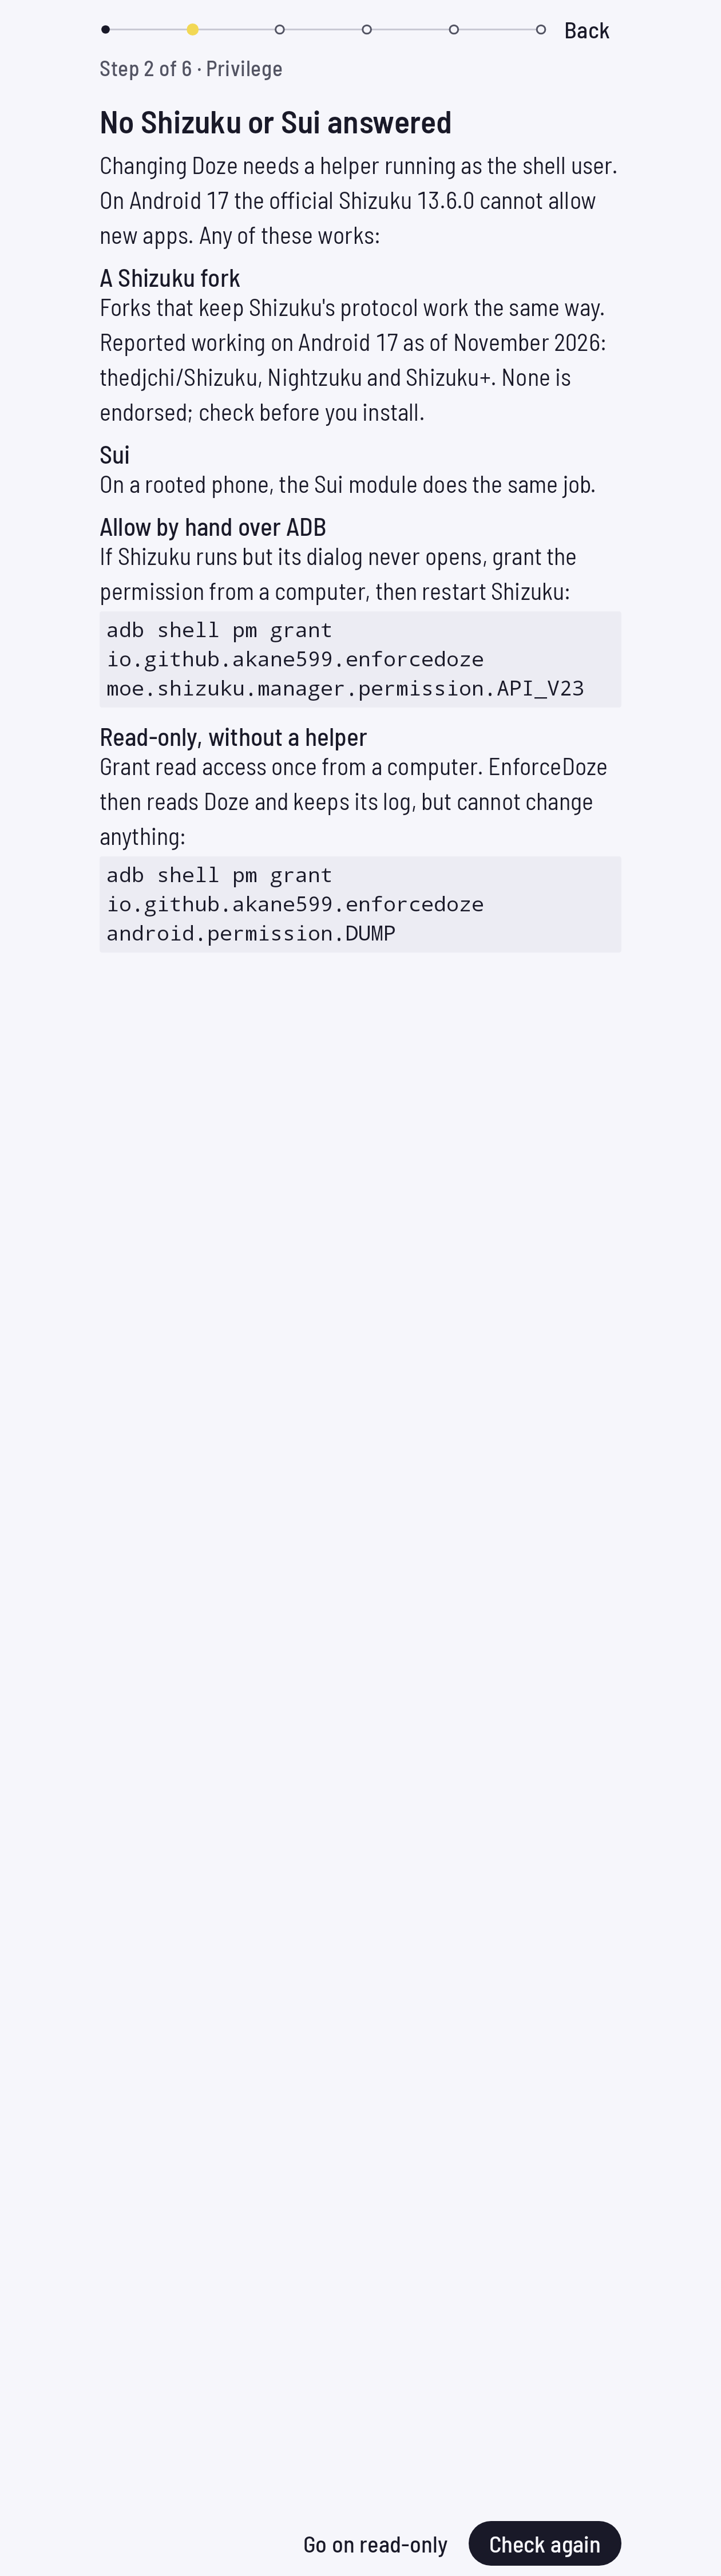 Back
Step 2 of 6 · Privilege
No Shizuku or Sui answered
Changing Doze needs a helper running as the shell user.
On Android 17 the official Shizuku 13.6.0 cannot allow
new apps. Any of these works:
A Shizuku fork
Forks that keep Shizuku's protocol work the same way.
Reported working on Android 17 as of November 2026:
thedjchi/Shizuku, Nightzuku and Shizuku+. None is
endorsed; check before you install.
Sui
On a rooted phone, the Sui module does the same job.
Allow by hand over ADB
If Shizuku runs but its dialog never opens, grant the
permission from a computer, then restart Shizuku:
adb shell pm grant
io.github.akane599.enforcedoze
moe.shizuku.manager.permission.API_V23
Read-only, without a helper
Grant read access once from a computer. EnforceDoze
then reads Doze and keeps its log, but cannot change
anything:
adb shell pm grant
io.github.akane599.enforcedoze
android.permission.DUMP
Go on read-only
Check again